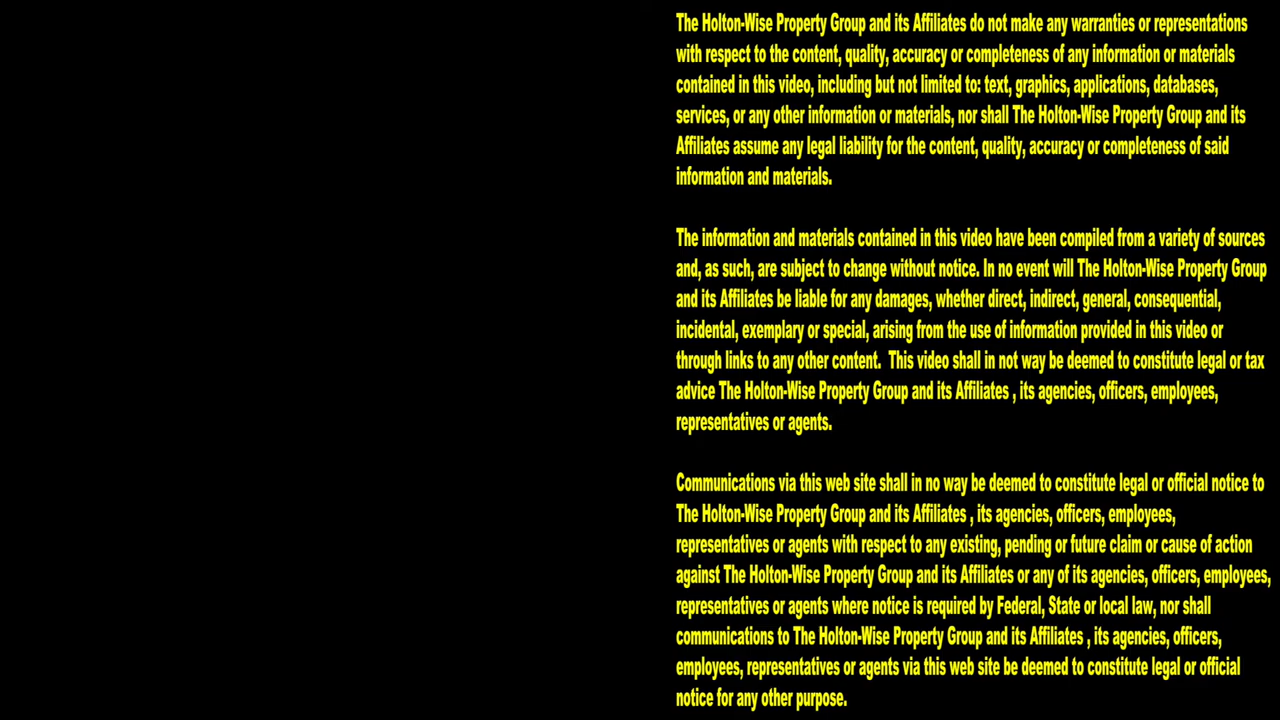 The Holton-Wise Property Group and its Affiliates do not make any warranties or representations
with respect to the content, quality, accuracy or completeness of any information or materials
contained in this video, including but not limited to: text, graphics, applications, databases,
services, or any other information or materials, nor shall The Holton-Wise Property Group and its
Affiliates assume any legal liability for the content, quality, accuracy or completeness of said
information and materials.
The information and materials contained in this video have been compiled from a variety of sources
and, as such, are subject to change without notice. In no event will The Holton-Wise Property Group
and its Affiliates be liable for any damages, whether direct, indirect, general, consequential,
incidental, exemplary or special, arising from the use of information provided in this video or
through links to any other content.  This video shall in not way be deemed to constitute legal or tax
advice The Holton-Wise Property Group and its Affiliates , its agencies, officers, employees,
representatives or agents.
Communications via this web site shall in no way be deemed to constitute legal or official notice to
The Holton-Wise Property Group and its Affiliates , its agencies, officers, employees,
representatives or agents with respect to any existing, pending or future claim or cause of action
against The Holton-Wise Property Group and its Affiliates or any of its agencies, officers, employees,
representatives or agents where notice is required by Federal, State or local law, nor shall
communications to The Holton-Wise Property Group and its Affiliates , its agencies, officers,
employees, representatives or agents via this web site be deemed to constitute legal or official
notice for any other purpose.